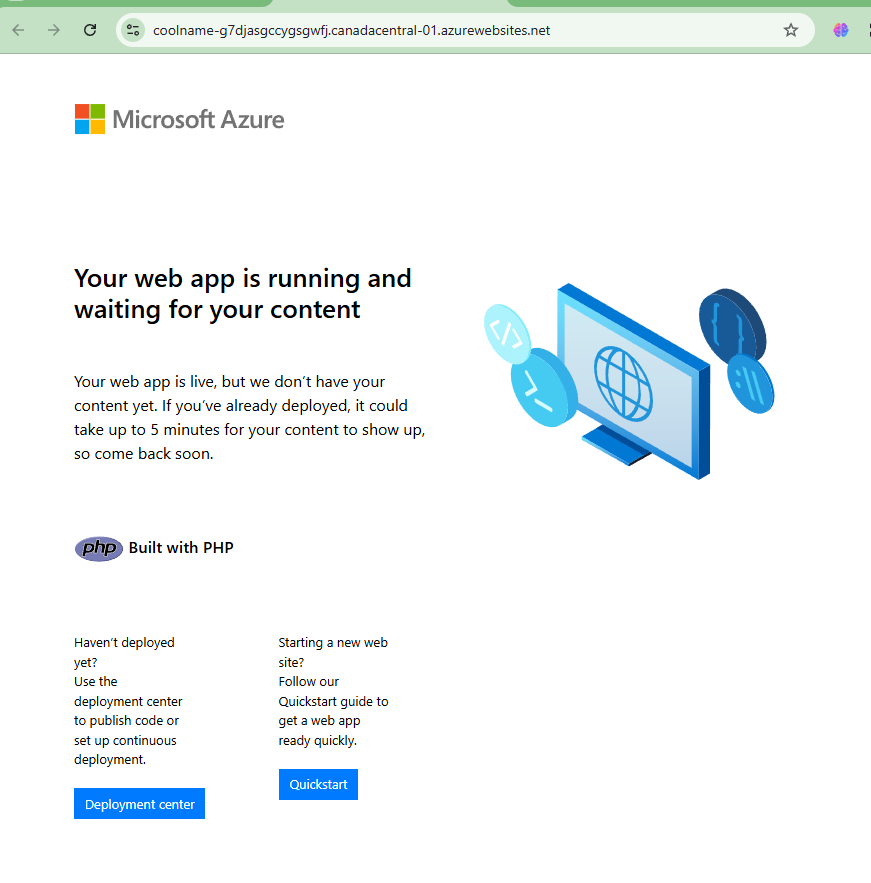 coolname-g7djasgccygsgwfj.canadacentral-01.azurewebsites.net
Microsoft Azure
Your web app is running and
waiting for your content
</>
{ }
:\\
Your web app is live, but we don’t have your
content yet. If you’ve already deployed, it could
take up to 5 minutes for your content to show up,
so come back soon.
php Built with PHP
Haven’t deployed
yet?
Use the
deployment center
to publish code or
set up continuous
deployment.
Deployment center
Starting a new web
site?
Follow our
Quickstart guide to
get a web app
ready quickly.
Quickstart